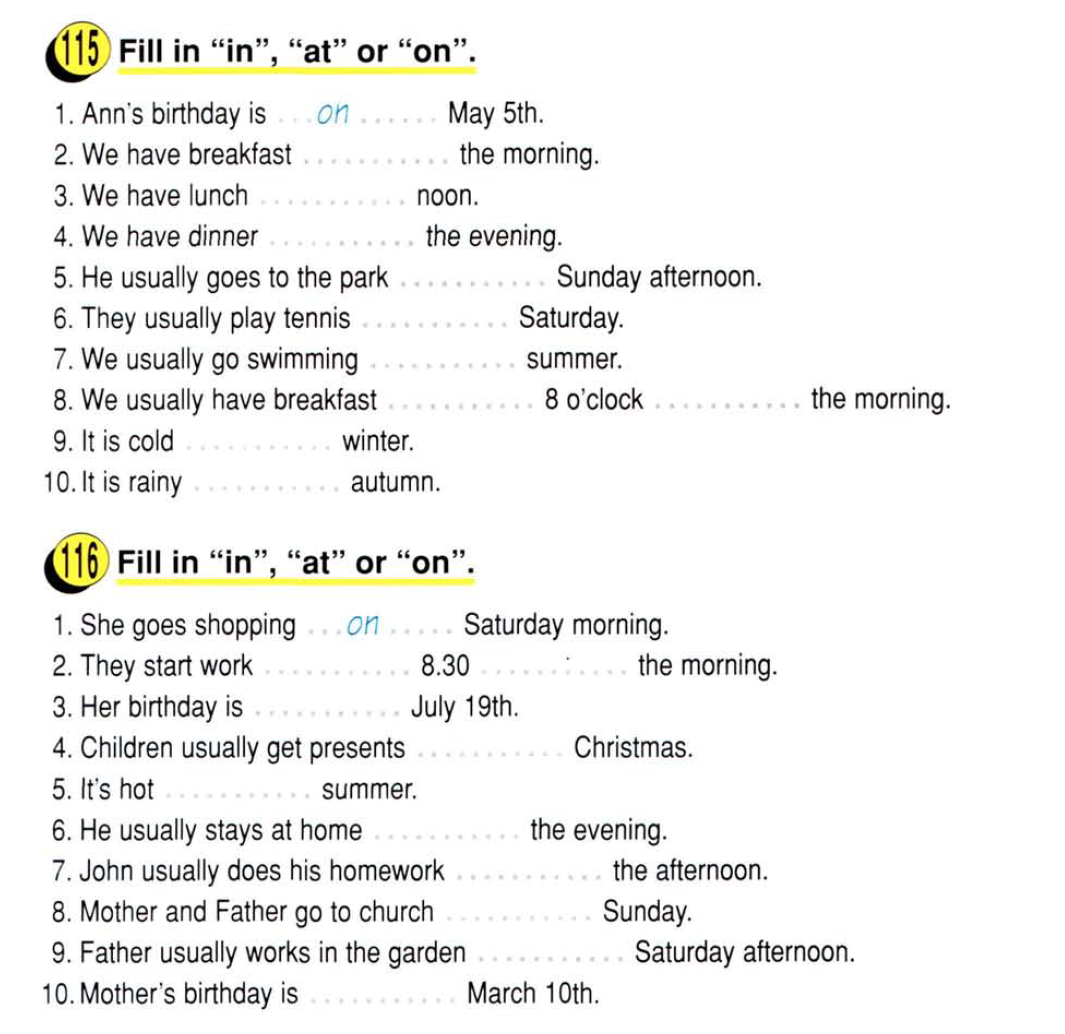 115 Fill in “in”, “at” or “on”.
1. Ann's birthday is ...on...... May 5th.
2. We have breakfast ........... the morning.
3. We have lunch ........... noon.
4. We have dinner ........... the evening.
5. He usually goes to the park ........... Sunday afternoon.
6. They usually play tennis ........... Saturday.
7. We usually go swimming ........... summer.
8. We usually have breakfast ........... 8 o'clock ........... the morning.
9. It is cold ........... winter.
10. It is rainy ........... autumn.
116 Fill in “in”, “at” or “on”.
1. She goes shopping ...on..... Saturday morning.
2. They start work ........... 8.30 ........... the morning.
3. Her birthday is ........... July 19th.
4. Children usually get presents ........... Christmas.
5. It's hot ........... summer.
6. He usually stays at home ........... the evening.
7. John usually does his homework ........... the afternoon.
8. Mother and Father go to church ........... Sunday.
9. Father usually works in the garden ........... Saturday afternoon.
10. Mother's birthday is ........... March 10th.